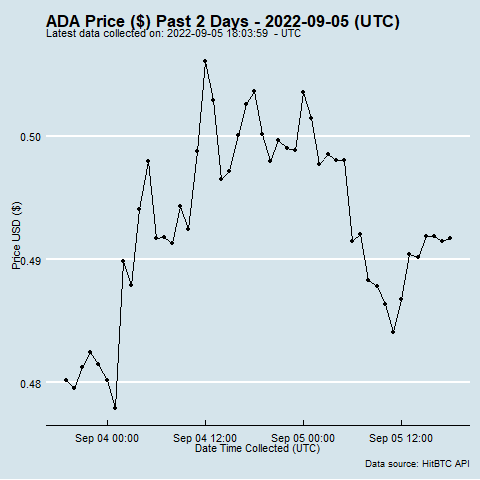 ADA Price ($) Past 2 Days - 2022-09-05 (UTC)
Latest data collected on: 2022-09-05 18:03:59 - UTC
0.50
0.49
0.48
Price USD ($)
Sep 04 00:00
Sep 04 12:00
Sep 05 00:00
Sep 05 12:00
Date Time Collected (UTC)
Data source: HitBTC API